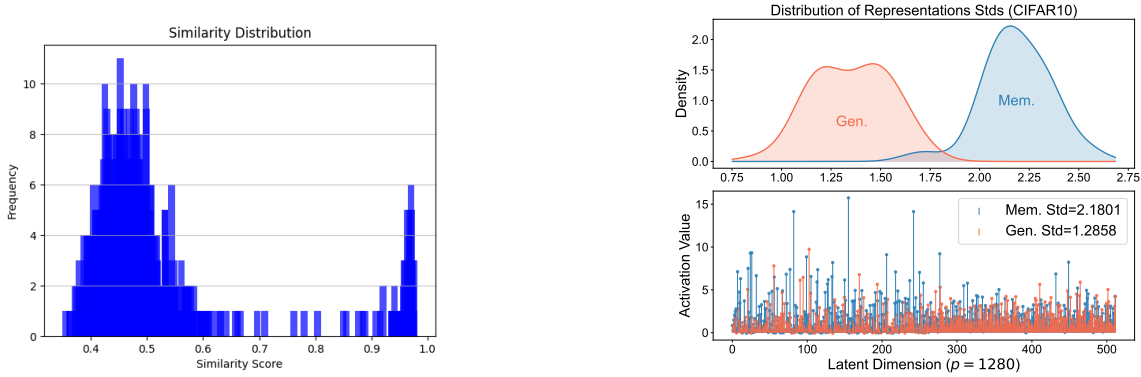 Similarity Distribution
Frequency
10
8
6
4
2
0
0.4 0.5 0.6 0.7 0.8 0.9 1.0
Similarity Score
Distribution of Representations Stds (CIFAR10)
Density
2.0
1.5
1.0
0.5
0.0
Gen.
Mem.
0.75 1.00 1.25 1.50 1.75 2.00 2.25 2.50 2.75
Activation Value
15
10
5
0
Mem. Std=2.1801
Gen. Std=1.2858
0 100 200 300 400 500
Latent Dimension (p = 1280)